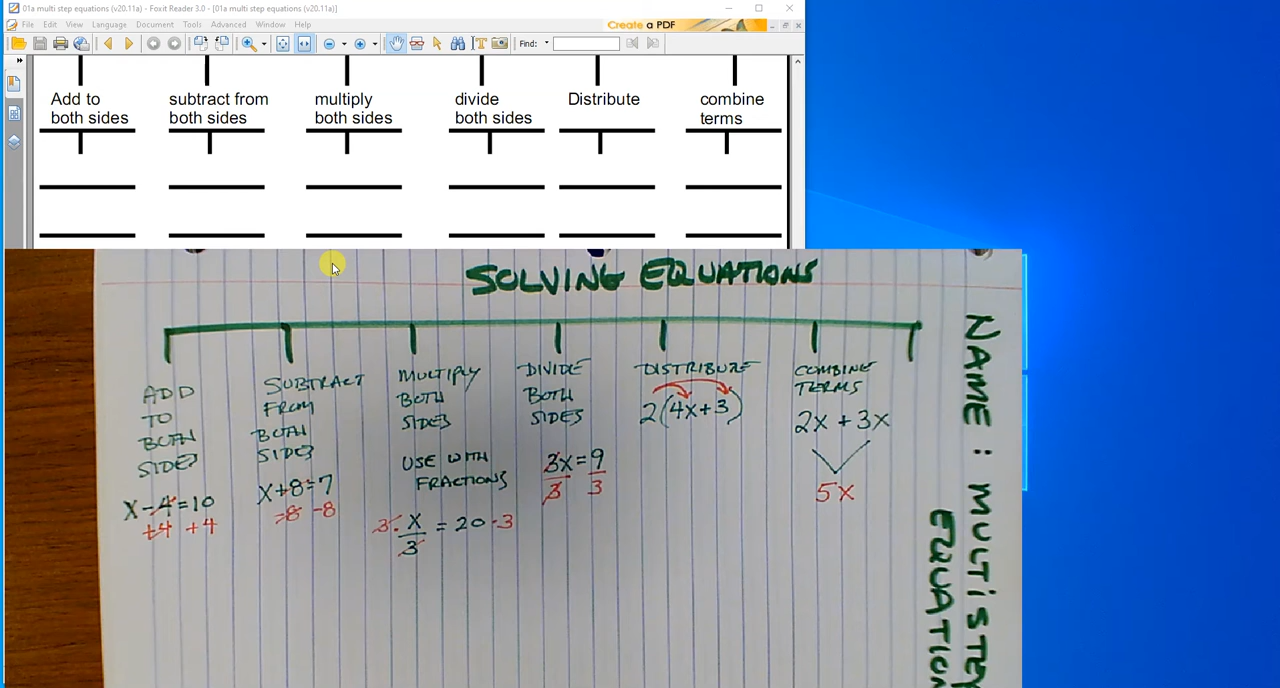 01a multi step equations (v20.11a) - Foxit Reader 3.0 - [01a multi step equations (v20.11a)]
File Edit View Language Document Tools Advanced Window Help
Create a PDF
Find:
Add to
both sides
subtract from
both sides
multiply
both sides
divide
both sides
Distribute
combine
terms
SOLVING EQUATIONS
ADD
TO
BOTH
SIDES
X-4=10
+4 +4
SUBTRACT
FROM
BOTH
SIDES
X+8=7
-8 -8
MULTIPLY
BOTH
SIDES
USE WITH
FRACTIONS
3·X/3 = 20·3
DIVIDE
BOTH
SIDES
3x=9
3 3
DISTRIBUTE
2(4x+3)
COMBINE
TERMS
2x + 3x
5x
NAME: MULTISTEP
EQUATION